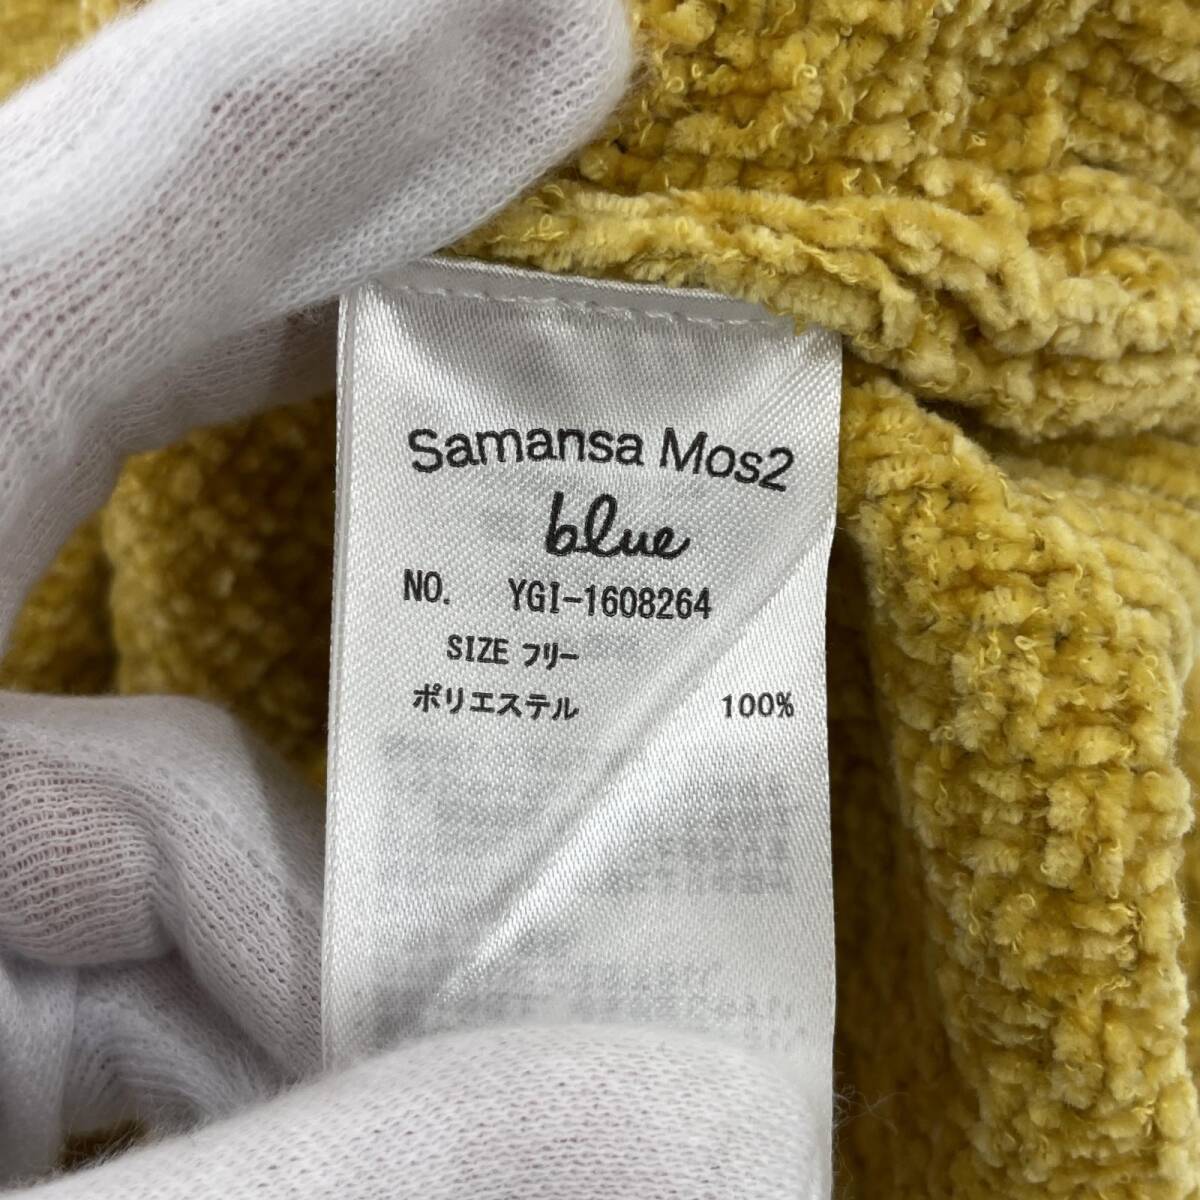 Samansa Mos2
blue
NO. YGI-1608264
SIZE フリー
ポリエステル 100%